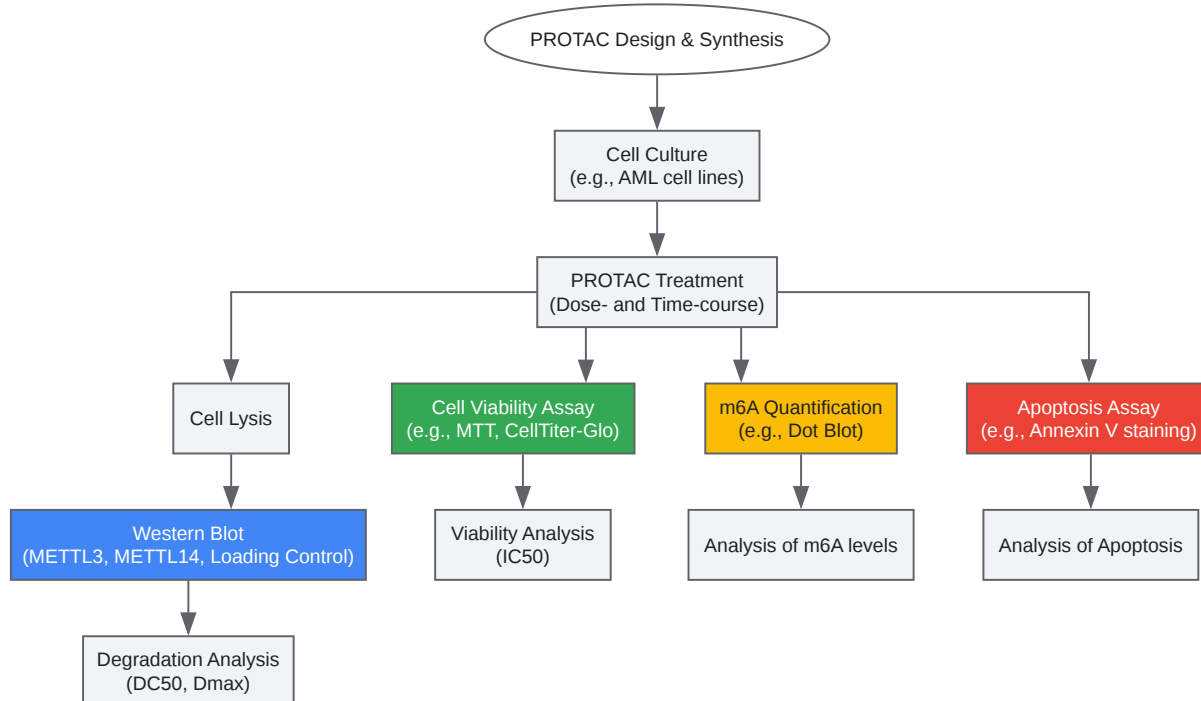 PROTAC Design & Synthesis
Cell Culture
(e.g., AML cell lines)
PROTAC Treatment
(Dose- and Time-course)
Cell Lysis
Cell Viability Assay
(e.g., MTT, CellTiter-Glo)
m6A Quantification
(e.g., Dot Blot)
Apoptosis Assay
(e.g., Annexin V staining)
Western Blot
(METTL3, METTL14, Loading Control)
Viability Analysis
(IC50)
Analysis of m6A levels
Analysis of Apoptosis
Degradation Analysis
(DC50, Dmax)